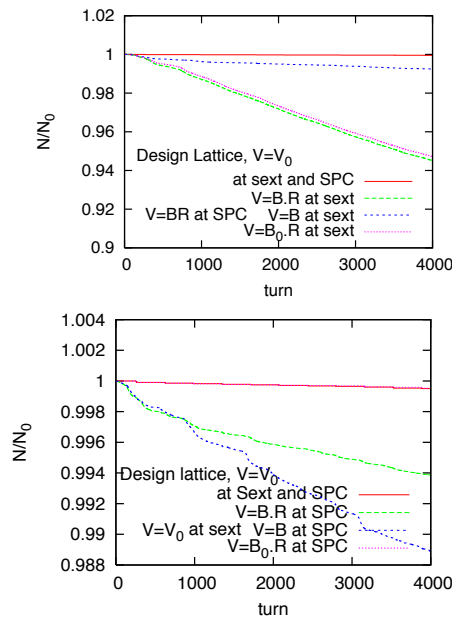 1.02
1
0.98
0.96
0.94
0.92
0.9
N/N0
Design Lattice, V=V0
at sext and SPC
V=B.R at sext
V=BR at SPC V=B at sext
V=B0.R at sext
0 1000 2000 3000 4000
turn
1.004
1.002
1
0.998
0.996
0.994
0.992
0.99
0.988
N/N0
Design lattice, V=V0
at Sext and SPC
V=B.R at SPC
V=V0 at sext V=B at SPC
V=B0.R at SPC
0 1000 2000 3000 4000
turn